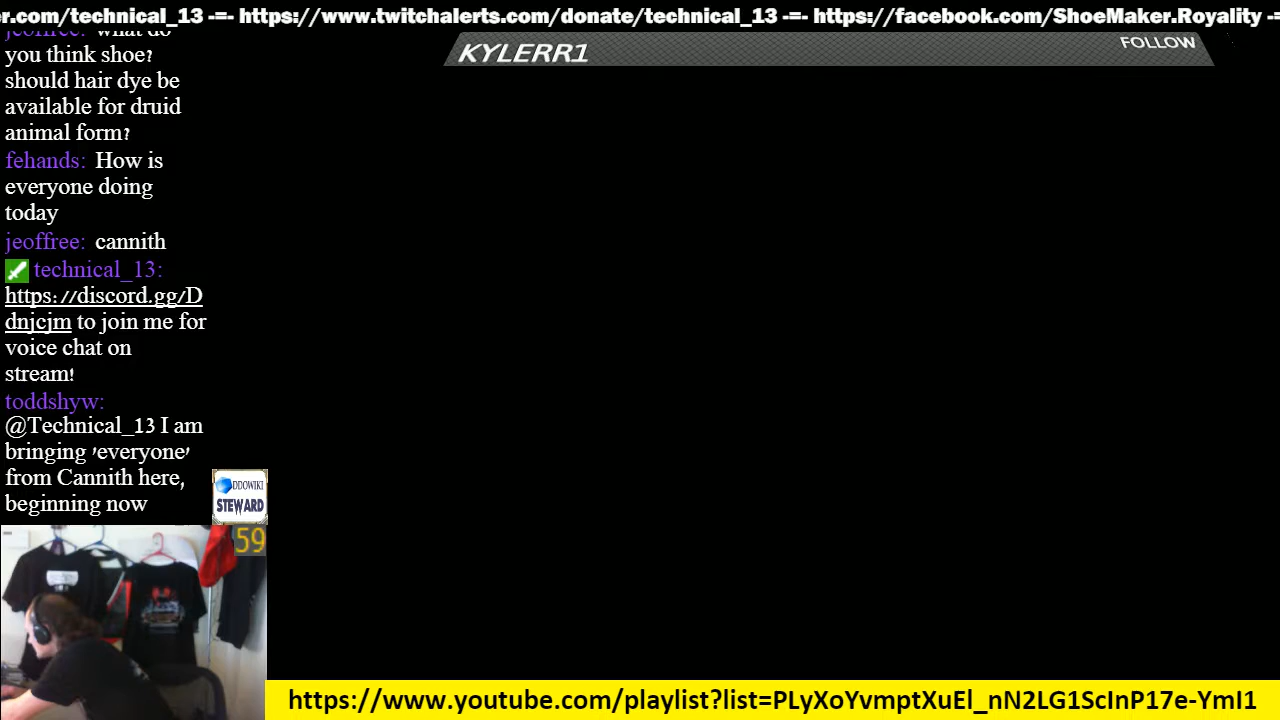 er.com/technical_13 -=- https://www.twitchalerts.com/donate/technical_13 -=- https://facebook.com/ShoeMaker.Royality -=
KYLERR1
FOLLOW
jeoffree: what do
you think shoe?
should hair dye be
available for druid
animal form?
fehands: How is
everyone doing
today
jeoffree: cannith
technical_13:
https://discord.gg/D
dnjcjm to join me for
voice chat on
stream!
toddshyw:
@Technical_13 I am
bringing 'everyone'
from Cannith here,
beginning now
DDOWIKI
STEWARD
59
https://www.youtube.com/playlist?list=PLyXoYvmptXuEl_nN2LG1ScInP17e-YmI1